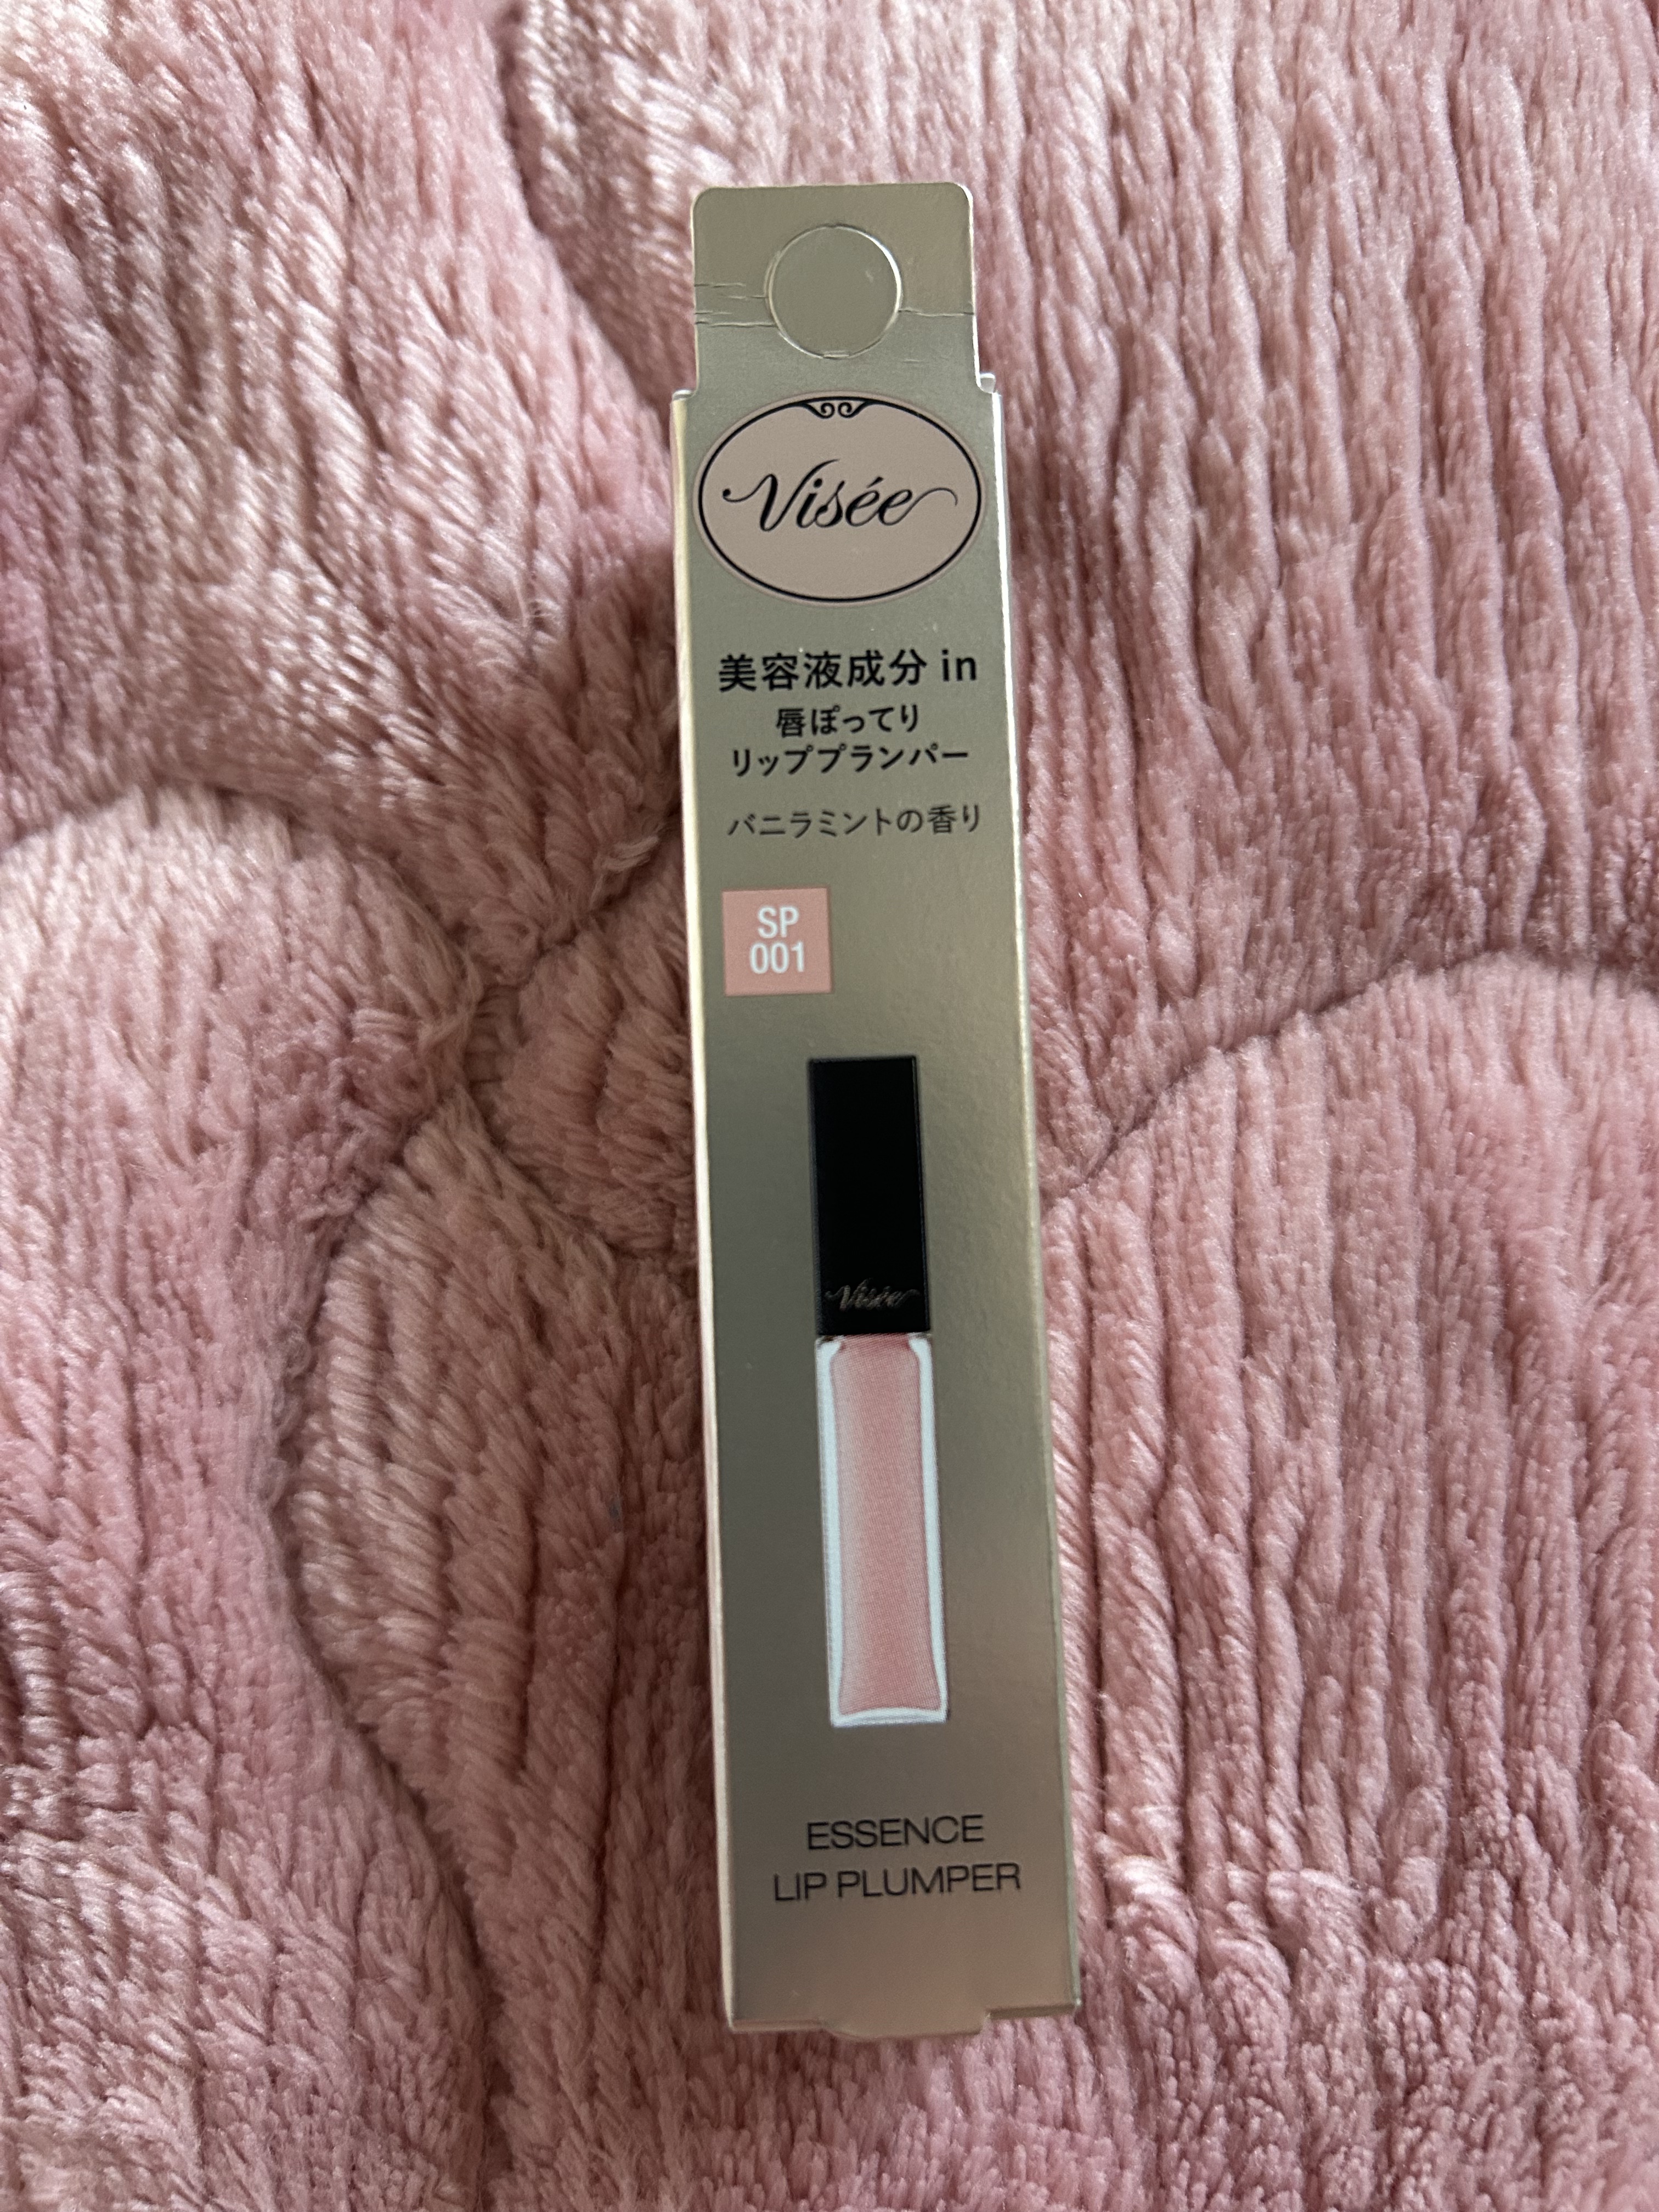 Visée
美容液成分 in
唇ぽってり
リッププランパー
バニラミントの香り
SP
001
Visée
ESSENCE
LIP PLUMPER